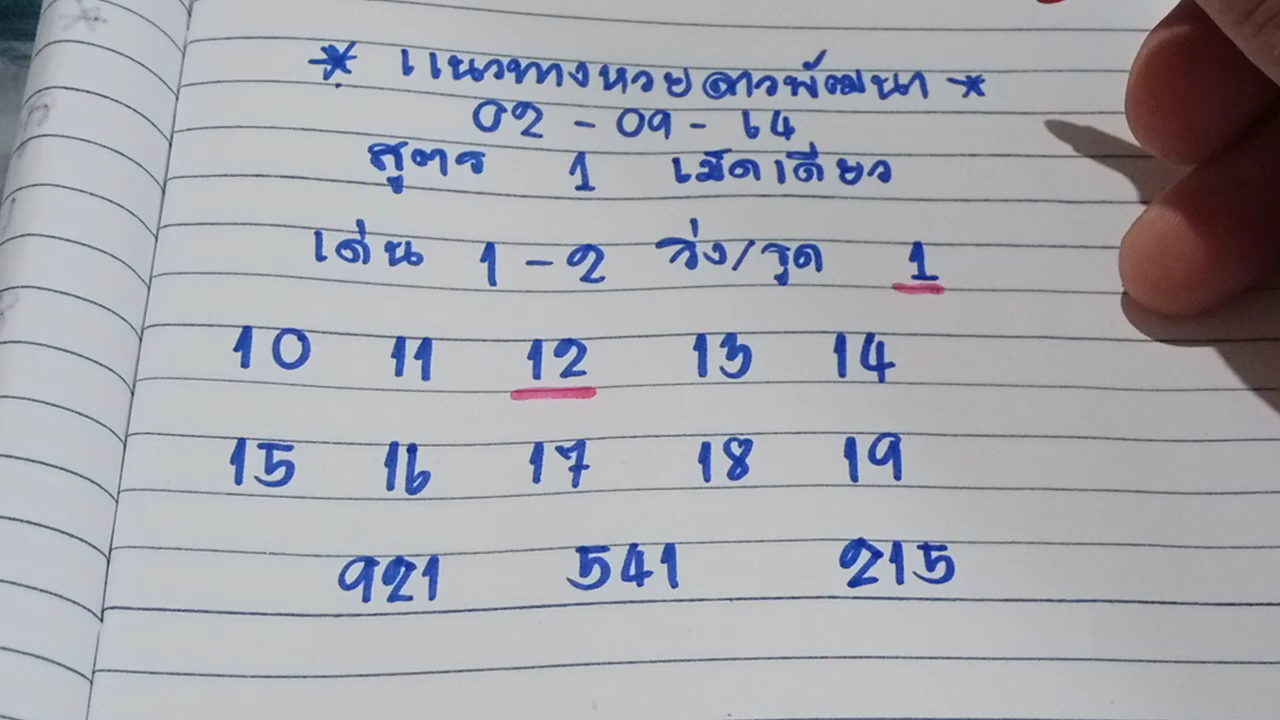 * แนวทางหวยลาวพัฒนา *
02 - 09 - 64
สูตร 1 เม็ดเดียว
เด่น 1 - 2 วิ่ง/รูด 1
10 11 12 13 14
15 16 17 18 19
921 541 215